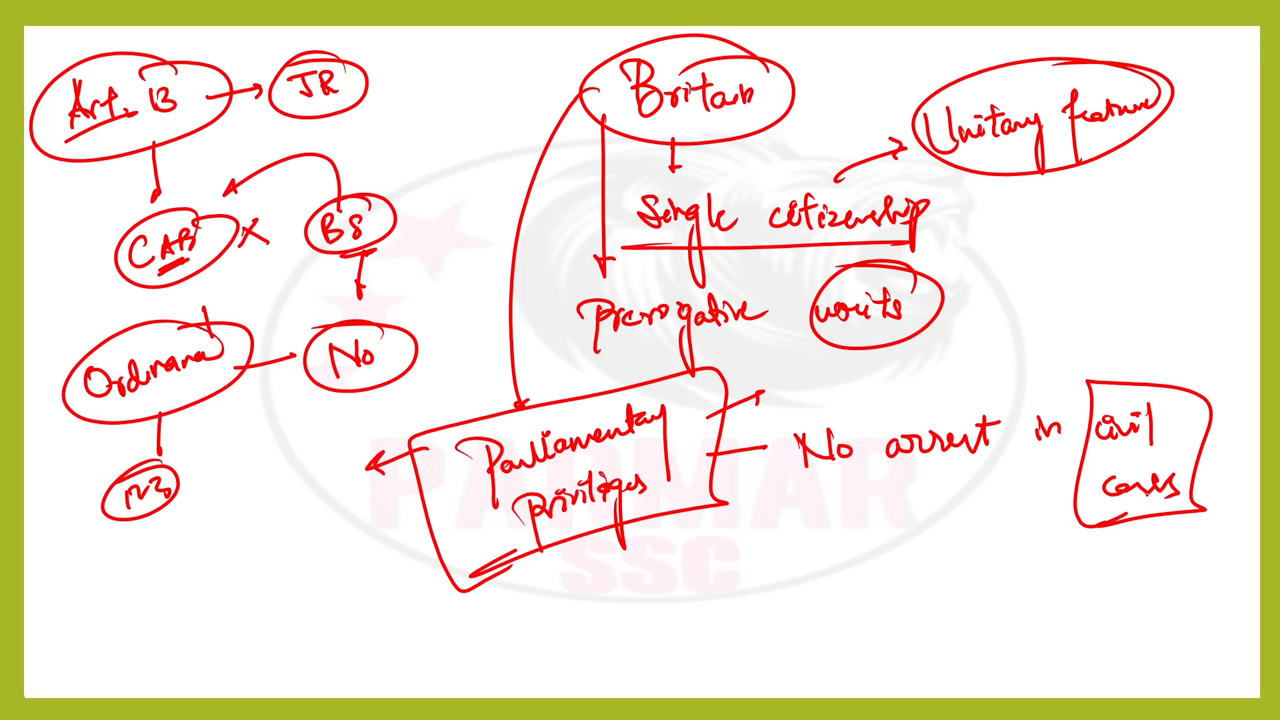 Art. 13
JR
CAB
BS
No
123
Britain
Single citizenship
Unitary feature
Prerogative writs
Parliamentary
Privileges
No arrest in civil
cases
PARMAR
SSC